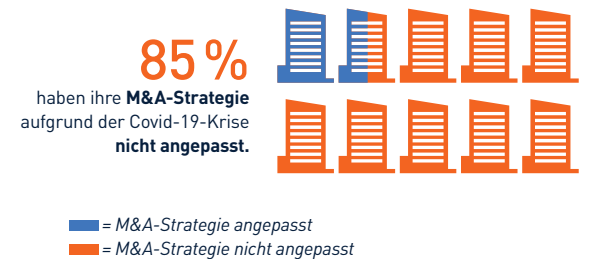 85 %
haben ihre M&A-Strategie
aufgrund der Covid-19-Krise
nicht angepasst.
= M&A-Strategie angepasst
= M&A-Strategie nicht angepasst